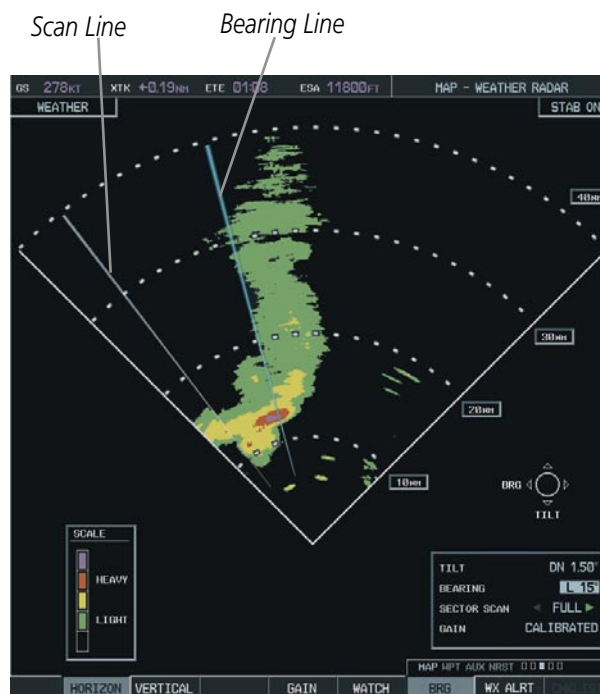 Scan Line
Bearing Line
GS 278KT XTK +0.19NM ETE 01:08 ESA 11800FT MAP - WEATHER RADAR
WEATHER
STAB ON
40NM
30NM
20NM
10NM
BRG
TILT
SCALE
HEAVY
LIGHT
TILT DN 1.50°
BEARING L 15°
SECTOR SCAN FULL
GAIN CALIBRATED
MAP WPT AUX NRST
HORIZON VERTICAL GAIN WATCH BRG WX ALRT